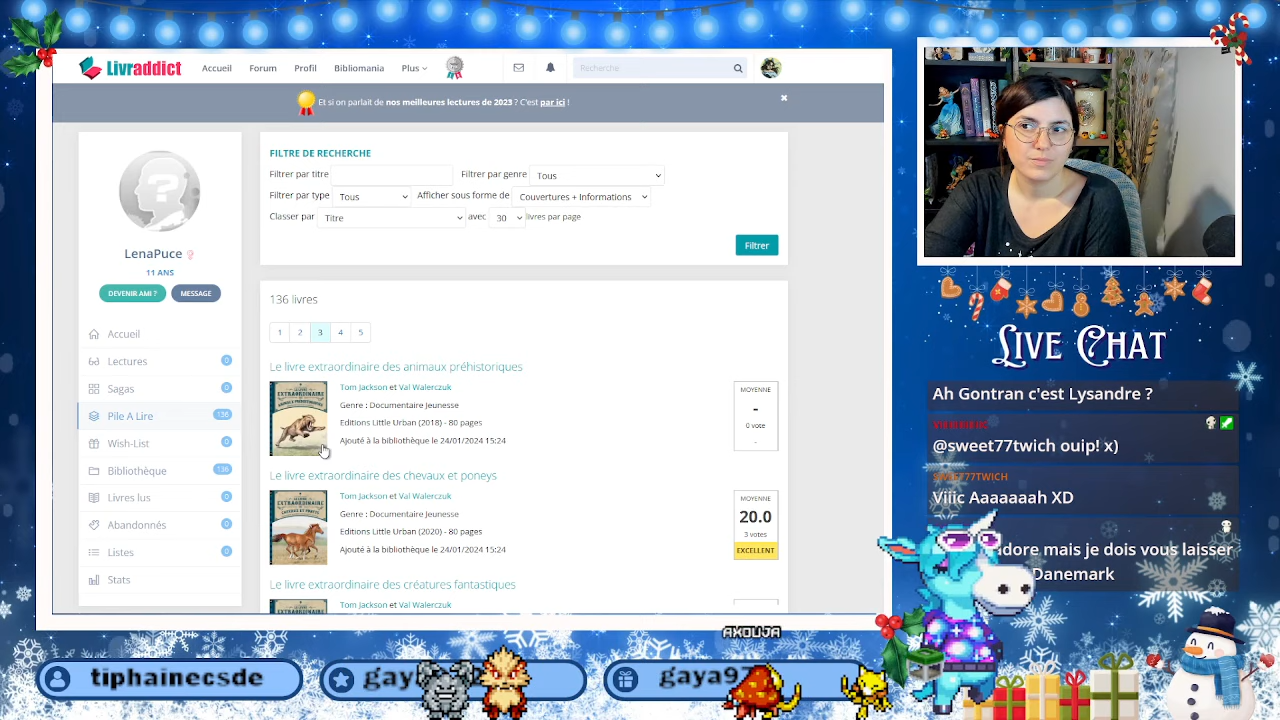 Livraddict
Accueil Forum Profil Bibliomania Plus
Recherche
Et si on parlait de nos meilleures lectures de 2023 ? C'est par ici !
LenaPuce
11 ANS
DEVENIR AMI ? MESSAGE
Accueil
Lectures 0
Sagas 0
Pile A Lire 136
Wish-List 0
Bibliothèque 136
Livres lus 0
Abandonnés 0
Listes 0
Stats
FILTRE DE RECHERCHE
Filtrer par titre Filtrer par genre Tous
Filtrer par type Tous Afficher sous forme de Couvertures + Informations
Classer par Titre avec 30 livres par page
Filtrer
136 livres
1 2 3 4 5
Le livre extraordinaire des animaux préhistoriques
Tom Jackson et Val Walerczuk
Genre : Documentaire Jeunesse
Editions Little Urban (2018) - 80 pages
Ajouté à la bibliothèque le 24/01/2024 15:24
MOYENNE
-
0 vote
-
Le livre extraordinaire des chevaux et poneys
Tom Jackson et Val Walerczuk
Genre : Documentaire Jeunesse
Editions Little Urban (2020) - 80 pages
Ajouté à la bibliothèque le 24/01/2024 15:24
MOYENNE
20.0
3 votes
EXCELLENT
Le livre extraordinaire des créatures fantastiques
Tom Jackson et Val Walerczuk
LIVE CHAT
Ah Gontran c'est Lysandre ?
@sweet77twich ouip! x)
SWEET77TWICH
Viiic Aaaaaaah XD
adore mais je dois vous laisser
Danemark
AXOUJA
tiphainecsde
gay
gaya97